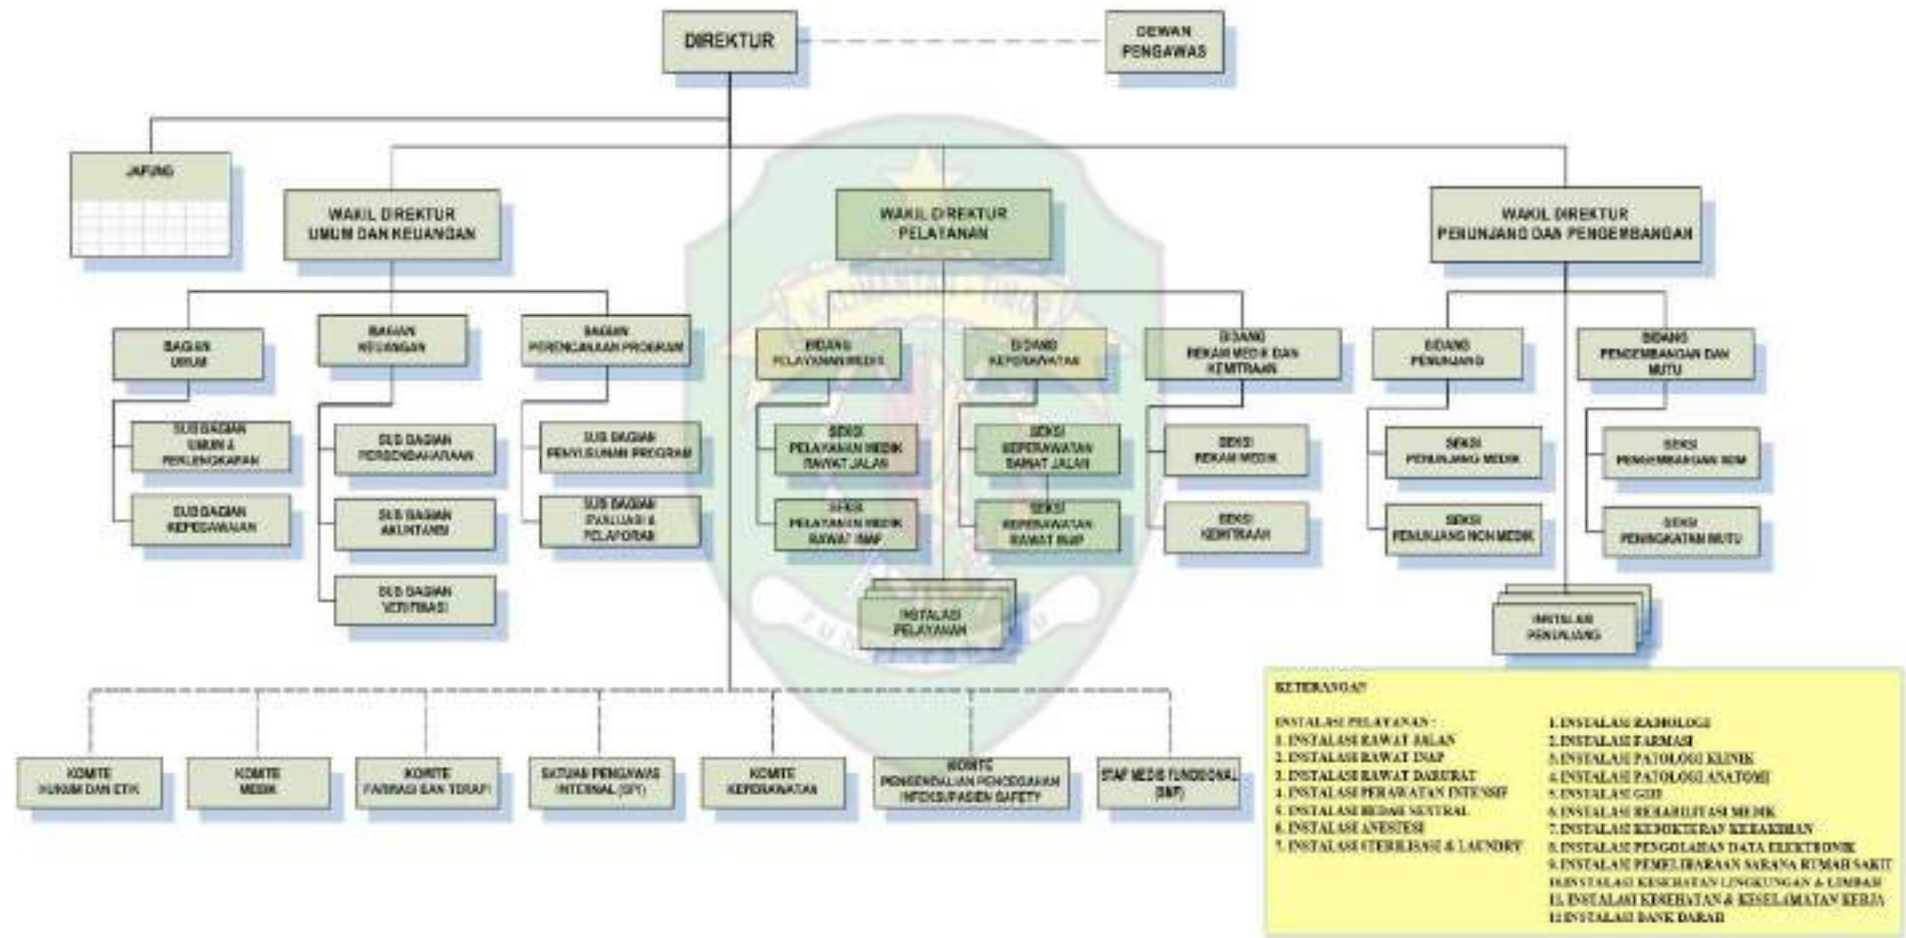 DIREKTUR
DEWAN
PENGAWAS
JAFUNG
WAKIL DIREKTUR
UMUM DAN KEUANGAN
WAKIL DIREKTUR
PELAYANAN
WAKIL DIREKTUR
PENUNJANG DAN PENGEMBANGAN
KALIMANTAN - TIMUR
BAGIAN
UMUM
BAGIAN
KEUANGAN
BAGIAN
PERENCANAAN PROGRAM
BIDANG
PELAYANAN MEDIK
BIDANG
KEPERAWATAN
BIDANG
REKAM MEDIK DAN
KEMITRAAN
BIDANG
PENUNJANG
BIDANG
PENGEMBANGAN DAN
MUTU
SUB BAGIAN
UMUM &
PERLENGKAPAN
SUB BAGIAN
PERBENDAHARAAN
SUB BAGIAN
PENYUSUNAN PROGRAM
SEKSI
PELAYANAN MEDIK
RAWAT JALAN
SEKSI
KEPERAWATAN
RAWAT JALAN
SEKSI
REKAM MEDIK
SEKSI
PENUNJANG MEDIK
SEKSI
PENGEMBANGAN SDM
SUB BAGIAN
KEPEGAWAIAN
SUB BAGIAN
AKUNTANSI
SUB BAGIAN
EVALUASI &
PELAPORAN
SEKSI
PELAYANAN MEDIK
RAWAT INAP
SEKSI
KEPERAWATAN
RAWAT INAP
SEKSI
KEMITRAAN
SEKSI
PENUNJANG NON MEDIK
SEKSI
PENINGKATAN MUTU
SUB BAGIAN
VERIFIKASI
INSTALASI
PELAYANAN
INSTALASI
PENUNJANG
KOMITE
HUKUM DAN ETIK
KOMITE
MEDIK
KOMITE
FARMASI DAN TERAPI
SATUAN PENGAWAS
INTERNAL (SPI)
KOMITE
KEPERAWATAN
KOMITE
PENGENDALIAN PENCEGAHAN
INFEKSI/PASIEN SAFETY
STAF MEDIS FUNGSIONAL
(SMF)
KETERANGAN
INSTALASI PELAYANAN :
1. INSTALASI RAWAT JALAN
2. INSTALASI RAWAT INAP
3. INSTALASI RAWAT DARURAT
4. INSTALASI PERAWATAN INTENSIF
5. INSTALASI BEDAH SENTRAL
6. INSTALASI ANESTESI
7. INSTALASI STERILISASI & LAUNDRY
1. INSTALASI RADIOLOGI
2. INSTALASI FARMASI
3. INSTALASI PATOLOGI KLINIK
4. INSTALASI PATOLOGI ANATOMI
5. INSTALASI GIZI
6. INSTALASI REHABILITASI MEDIK
7. INSTALASI KEDOKTERAN KEHAKIMAN
8. INSTALASI PENGOLAHAN DATA ELEKTRONIK
9. INSTALASI PEMELIHARAAN SARANA RUMAH SAKIT
10.INSTALASI KESEHATAN LINGKUNGAN & LIMBAH
11. INSTALASI KESEHATAN & KESELAMATAN KERJA
12 INSTALASI BANK DARAH